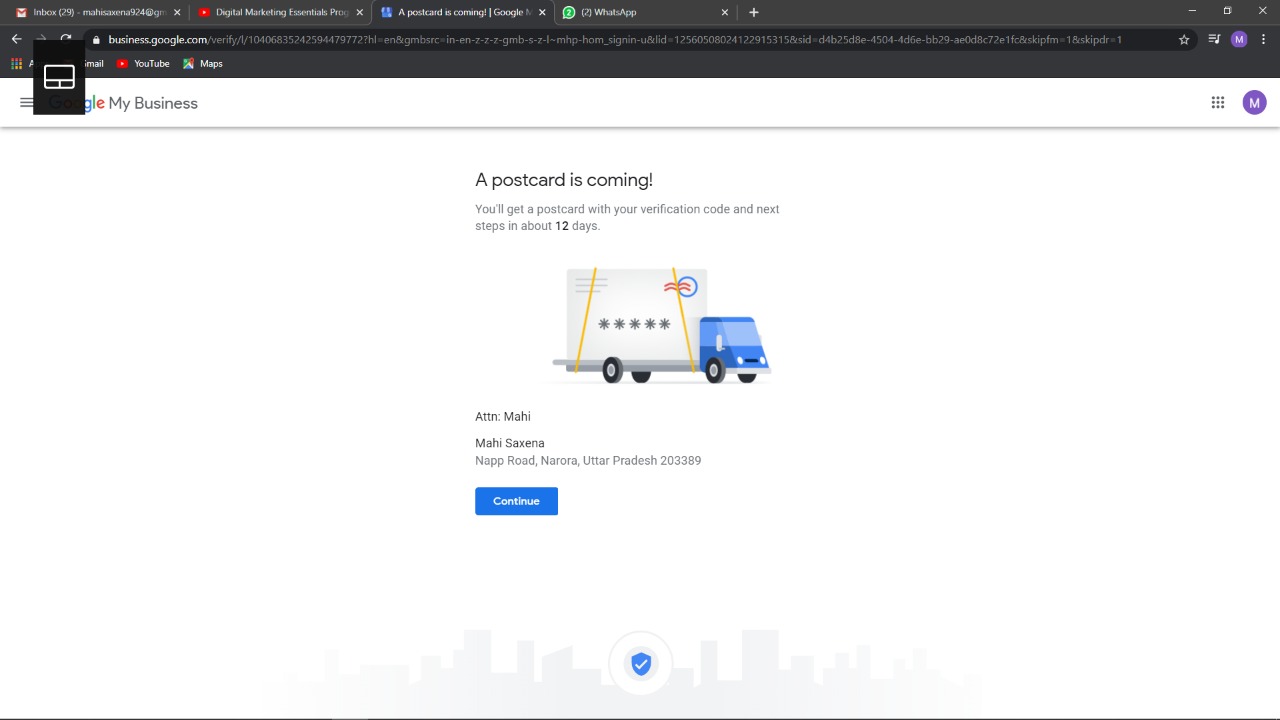 Inbox (29) - mahisaxena924@gm
Digital Marketing Essentials Prog
A postcard is coming! | Google M
(2) WhatsApp
business.google.com/verify/l/10406835242594479772?hl=en&gmbsrc=in-en-z-z-z-gmb-s-z-l~mhp-hom_signin-u&lid=12560508024122915315&sid=d4b25d8e-4504-4d6e-bb29-ae0d8c72e1fc&skipfm=1&skipdr=1
YouTube
Maps
My Business
M
M
A postcard is coming!
You'll get a postcard with your verification code and next
steps in about 12 days.
*****
Attn: Mahi
Mahi Saxena
Napp Road, Narora, Uttar Pradesh 203389
Continue